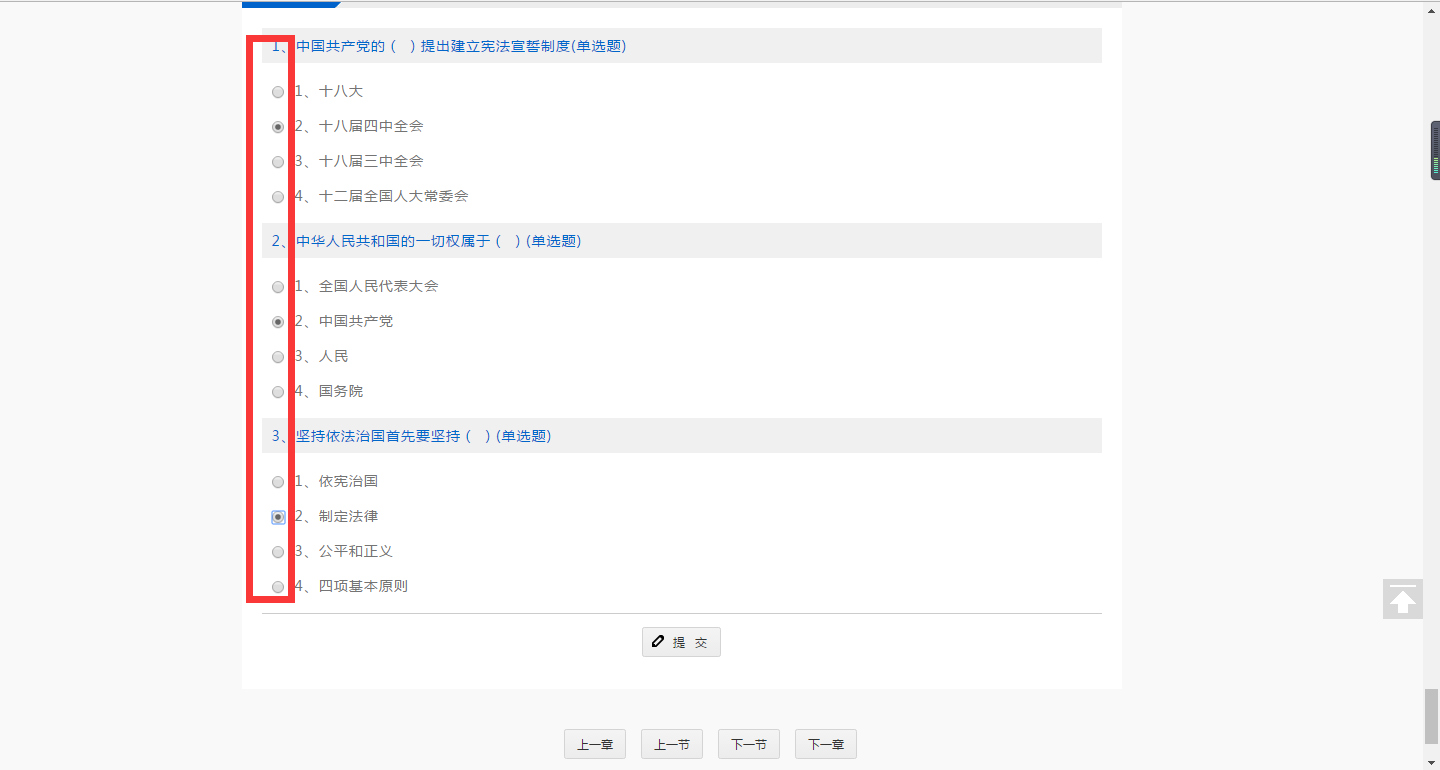 1、中国共产党的（ ）提出建立宪法宣誓制度(单选题)
1、十八大
2、十八届四中全会
3、十八届三中全会
4、十二届全国人大常委会
2、中华人民共和国的一切权属于（ ）(单选题)
1、全国人民代表大会
2、中国共产党
3、人民
4、国务院
3、坚持依法治国首先要坚持（ ）(单选题)
1、依宪治国
2、制定法律
3、公平和正义
4、四项基本原则
提 交
上一章 上一节 下一节 下一章